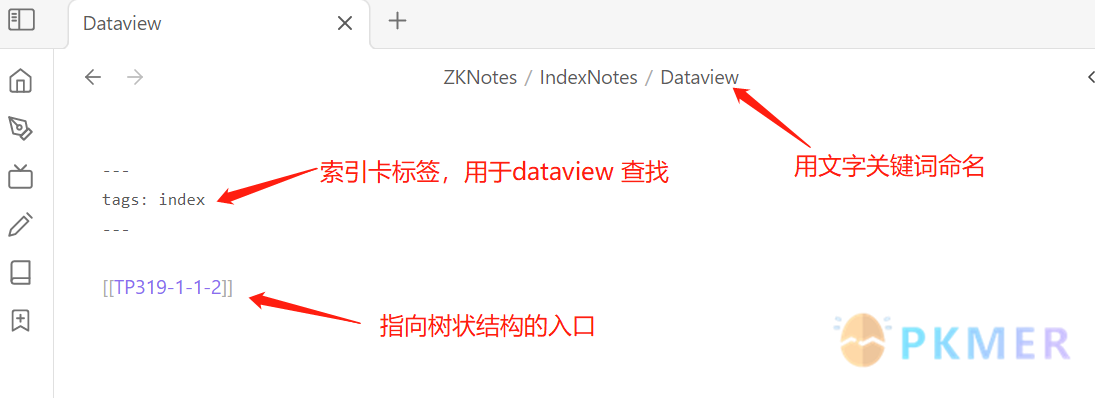 Dataview
ZKNotes / IndexNotes / Dataview
用文字关键词命名
---
索引卡标签，用于dataview 查找
tags: index
---
[[TP319-1-1-2]]
指向树状结构的入口
PKMER